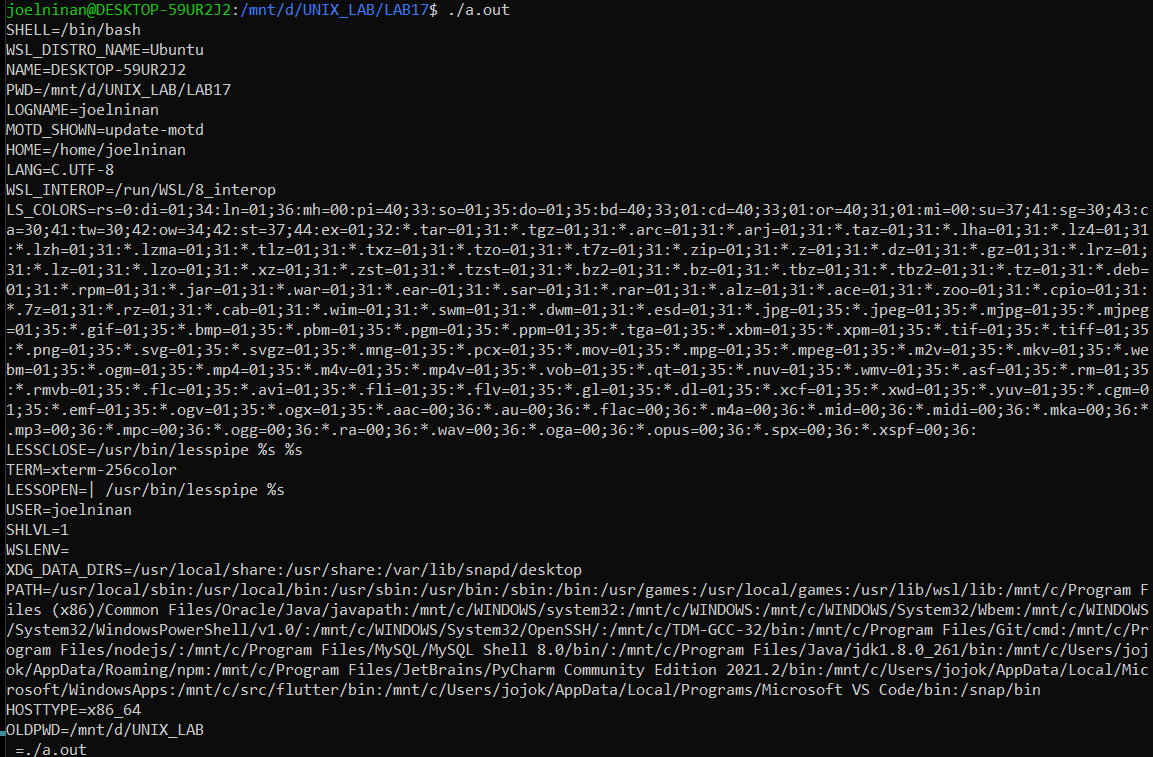 joelninan@DESKTOP-59UR2J2:/mnt/d/UNIX_LAB/LAB17$ ./a.out
SHELL=/bin/bash
WSL_DISTRO_NAME=Ubuntu
NAME=DESKTOP-59UR2J2
PWD=/mnt/d/UNIX_LAB/LAB17
LOGNAME=joelninan
MOTD_SHOWN=update-motd
HOME=/home/joelninan
LANG=C.UTF-8
WSL_INTEROP=/run/WSL/8_interop
LS_COLORS=rs=0:di=01;34:ln=01;36:mh=00:pi=40;33:so=01;35:do=01;35:bd=40;33;01:cd=40;33;01:or=40;31;01:mi=00:su=37;41:sg=30;43:c
a=30;41:tw=30;42:ow=34;42:st=37;44:ex=01;32:*.tar=01;31:*.tgz=01;31:*.arc=01;31:*.arj=01;31:*.taz=01;31:*.lha=01;31:*.lz4=01;31
:*.lzh=01;31:*.lzma=01;31:*.tlz=01;31:*.txz=01;31:*.tzo=01;31:*.t7z=01;31:*.zip=01;31:*.z=01;31:*.dz=01;31:*.gz=01;31:*.lrz=01;
31:*.lz=01;31:*.lzo=01;31:*.xz=01;31:*.zst=01;31:*.tzst=01;31:*.bz2=01;31:*.bz=01;31:*.tbz=01;31:*.tbz2=01;31:*.tz=01;31:*.deb=
01;31:*.rpm=01;31:*.jar=01;31:*.war=01;31:*.ear=01;31:*.sar=01;31:*.rar=01;31:*.alz=01;31:*.ace=01;31:*.zoo=01;31:*.cpio=01;31:
*.7z=01;31:*.rz=01;31:*.cab=01;31:*.wim=01;31:*.swm=01;31:*.dwm=01;31:*.esd=01;31:*.jpg=01;35:*.jpeg=01;35:*.mjpg=01;35:*.mjpeg
=01;35:*.gif=01;35:*.bmp=01;35:*.pbm=01;35:*.pgm=01;35:*.ppm=01;35:*.tga=01;35:*.xbm=01;35:*.xpm=01;35:*.tif=01;35:*.tiff=01;35
:*.png=01;35:*.svg=01;35:*.svgz=01;35:*.mng=01;35:*.pcx=01;35:*.mov=01;35:*.mpg=01;35:*.mpeg=01;35:*.m2v=01;35:*.mkv=01;35:*.we
bm=01;35:*.ogm=01;35:*.mp4=01;35:*.m4v=01;35:*.mp4v=01;35:*.vob=01;35:*.qt=01;35:*.nuv=01;35:*.wmv=01;35:*.asf=01;35:*.rm=01;35
:*.rmvb=01;35:*.flc=01;35:*.avi=01;35:*.fli=01;35:*.flv=01;35:*.gl=01;35:*.dl=01;35:*.xcf=01;35:*.xwd=01;35:*.yuv=01;35:*.cgm=0
1;35:*.emf=01;35:*.ogv=01;35:*.ogx=01;35:*.aac=00;36:*.au=00;36:*.flac=00;36:*.m4a=00;36:*.mid=00;36:*.midi=00;36:*.mka=00;36:*
.mp3=00;36:*.mpc=00;36:*.ogg=00;36:*.ra=00;36:*.wav=00;36:*.oga=00;36:*.opus=00;36:*.spx=00;36:*.xspf=00;36:
LESSCLOSE=/usr/bin/lesspipe %s %s
TERM=xterm-256color
LESSOPEN=| /usr/bin/lesspipe %s
USER=joelninan
SHLVL=1
WSLENV=
XDG_DATA_DIRS=/usr/local/share:/usr/share:/var/lib/snapd/desktop
PATH=/usr/local/sbin:/usr/local/bin:/usr/sbin:/usr/bin:/sbin:/bin:/usr/games:/usr/local/games:/usr/lib/wsl/lib:/mnt/c/Program F
iles (x86)/Common Files/Oracle/Java/javapath:/mnt/c/WINDOWS/system32:/mnt/c/WINDOWS:/mnt/c/WINDOWS/System32/Wbem:/mnt/c/WINDOWS
/System32/WindowsPowerShell/v1.0/:/mnt/c/WINDOWS/System32/OpenSSH/:/mnt/c/TDM-GCC-32/bin:/mnt/c/Program Files/Git/cmd:/mnt/c/Pr
ogram Files/nodejs/:/mnt/c/Program Files/MySQL/MySQL Shell 8.0/bin/:/mnt/c/Program Files/Java/jdk1.8.0_261/bin:/mnt/c/Users/joj
ok/AppData/Roaming/npm:/mnt/c/Program Files/JetBrains/PyCharm Community Edition 2021.2/bin:/mnt/c/Users/jojok/AppData/Local/Mic
rosoft/WindowsApps:/mnt/c/src/flutter/bin:/mnt/c/Users/jojok/AppData/Local/Programs/Microsoft VS Code/bin:/snap/bin
HOSTTYPE=x86_64
OLDPWD=/mnt/d/UNIX_LAB
=./a.out